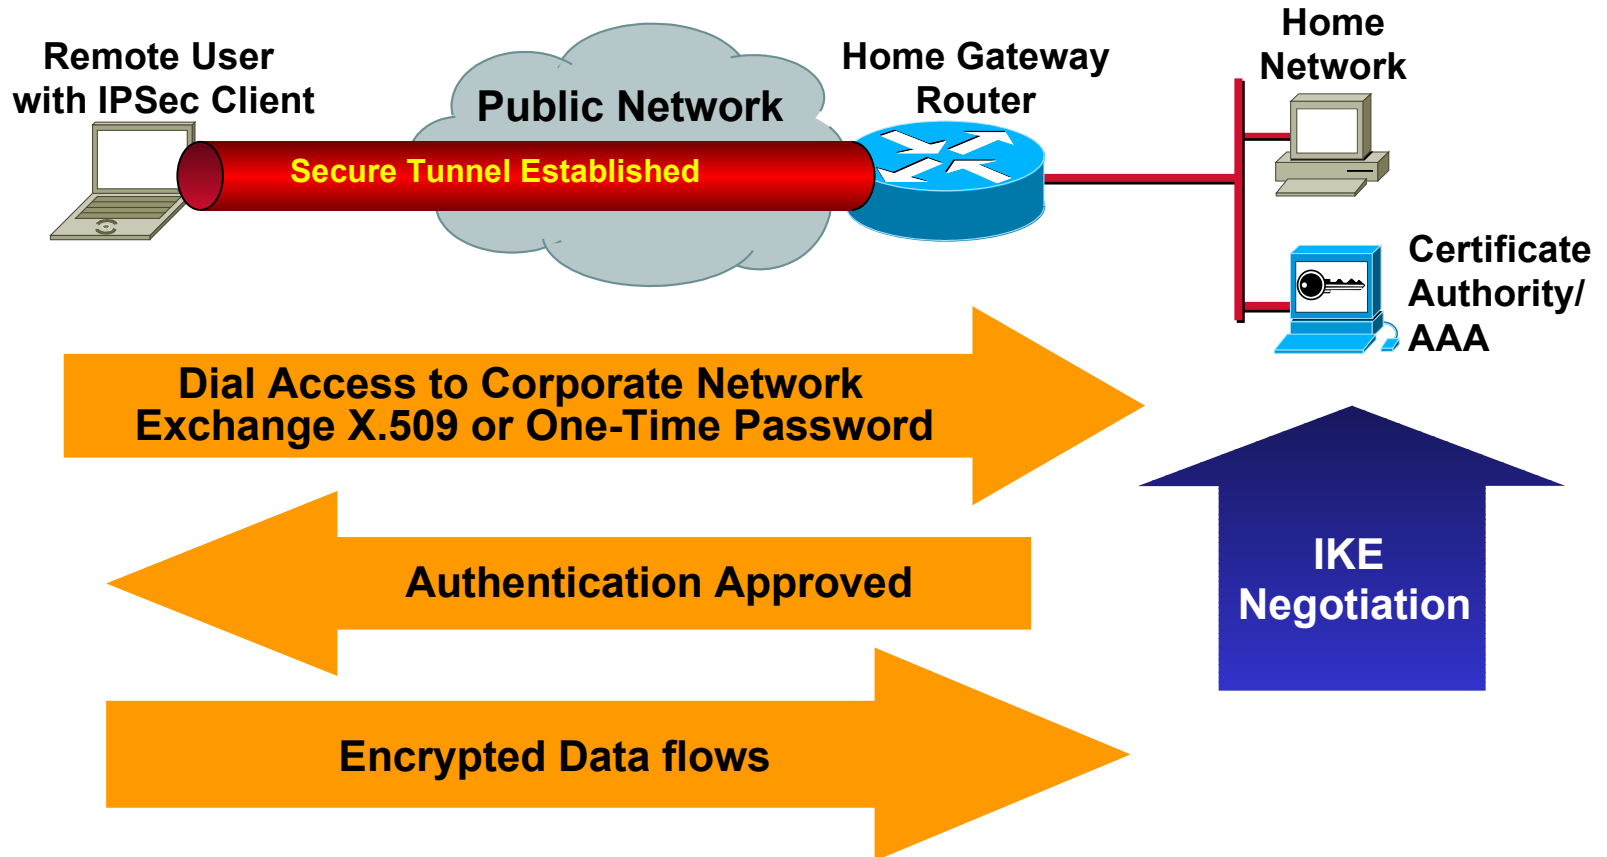 Remote User
with IPSec Client
Public Network
Secure Tunnel Established
Home Gateway
Router
Home
Network
Certificate
Authority/
AAA
Dial Access to Corporate Network
Exchange X.509 or One-Time Password
Authentication Approved
IKE
Negotiation
Encrypted Data flows